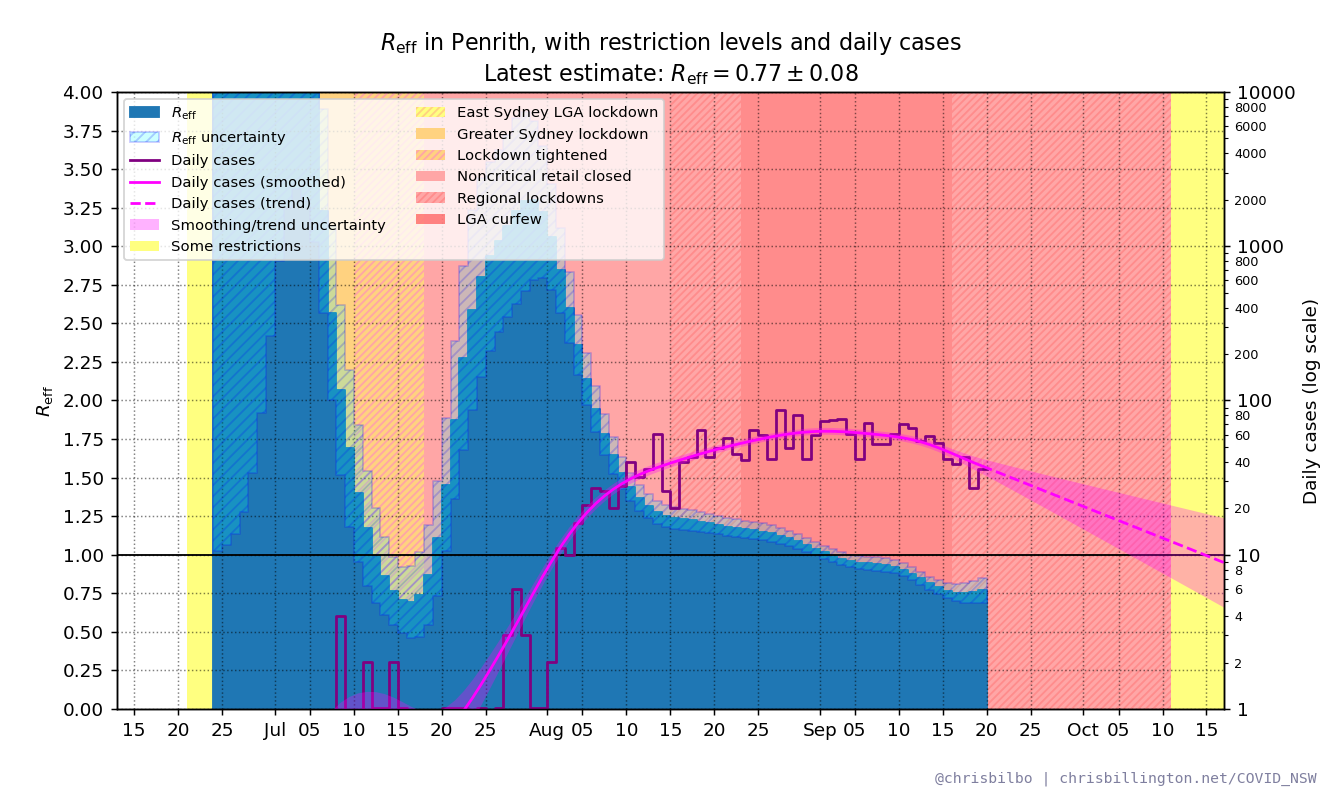 Reff in Penrith, with restriction levels and daily cases
Latest estimate: Reff = 0.77 ± 0.08
Reff
Reff uncertainty
Daily cases
Daily cases (smoothed)
Daily cases (trend)
Smoothing/trend uncertainty
Some restrictions
East Sydney LGA lockdown
Greater Sydney lockdown
Lockdown tightened
Noncritical retail closed
Regional lockdowns
LGA curfew
Reff
4.00
3.75
3.50
3.25
3.00
2.75
2.50
2.25
2.00
1.75
1.50
1.25
1.00
0.75
0.50
0.25
0.00
10000
8000
6000
4000
2000
1000
800
600
400
200
100
80
60
40
20
10
8
6
4
2
1
Daily cases (log scale)
15 20 25 Jul 05 10 15 20 25 Aug 05 10 15 20 25 Sep 05 10 15 20 25 Oct 05 10 15
@chrisbilbo | chrisbillington.net/COVID_NSW